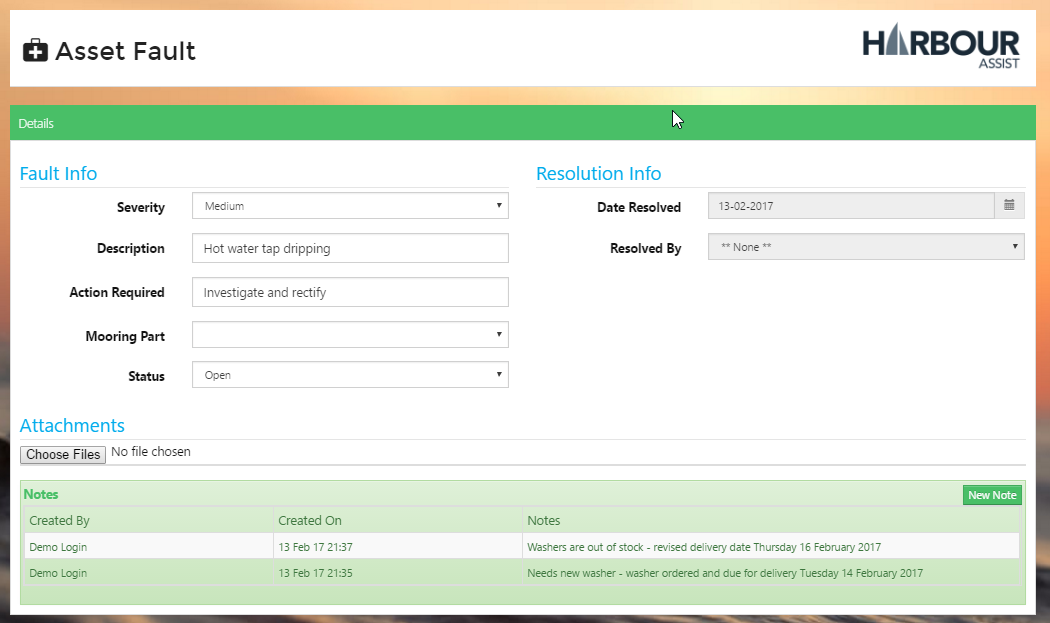 Asset Fault
HARBOUR
ASSIST
Details
Fault Info
Severity Medium
Description Hot water tap dripping
Action Required Investigate and rectify
Mooring Part
Status Open
Resolution Info
Date Resolved 13-02-2017
Resolved By ** None **
Attachments
Choose Files No file chosen
Notes New Note
Created By Created On Notes
Demo Login 13 Feb 17 21:37 Washers are out of stock - revised delivery date Thursday 16 February 2017
Demo Login 13 Feb 17 21:35 Needs new washer - washer ordered and due for delivery Tuesday 14 February 2017